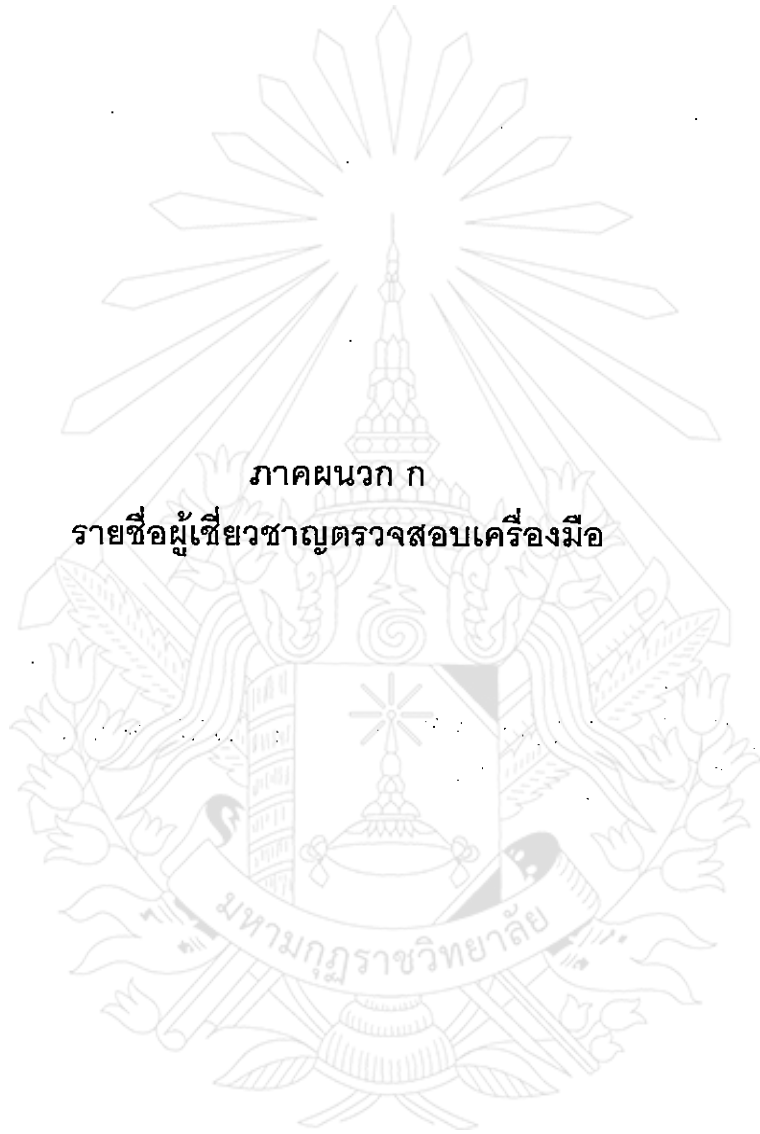 ภาคผนวก ก
รายชื่อผู้เชี่ยวชาญตรวจสอบเครื่องมือ
มหามกุฏราชวิทยาลัย